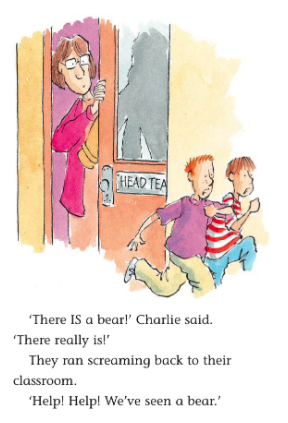 HEAD TEA
‘There IS a bear!’ Charlie said.
‘There really is!’
They ran screaming back to their
classroom.
‘Help! Help! We’ve seen a bear.’